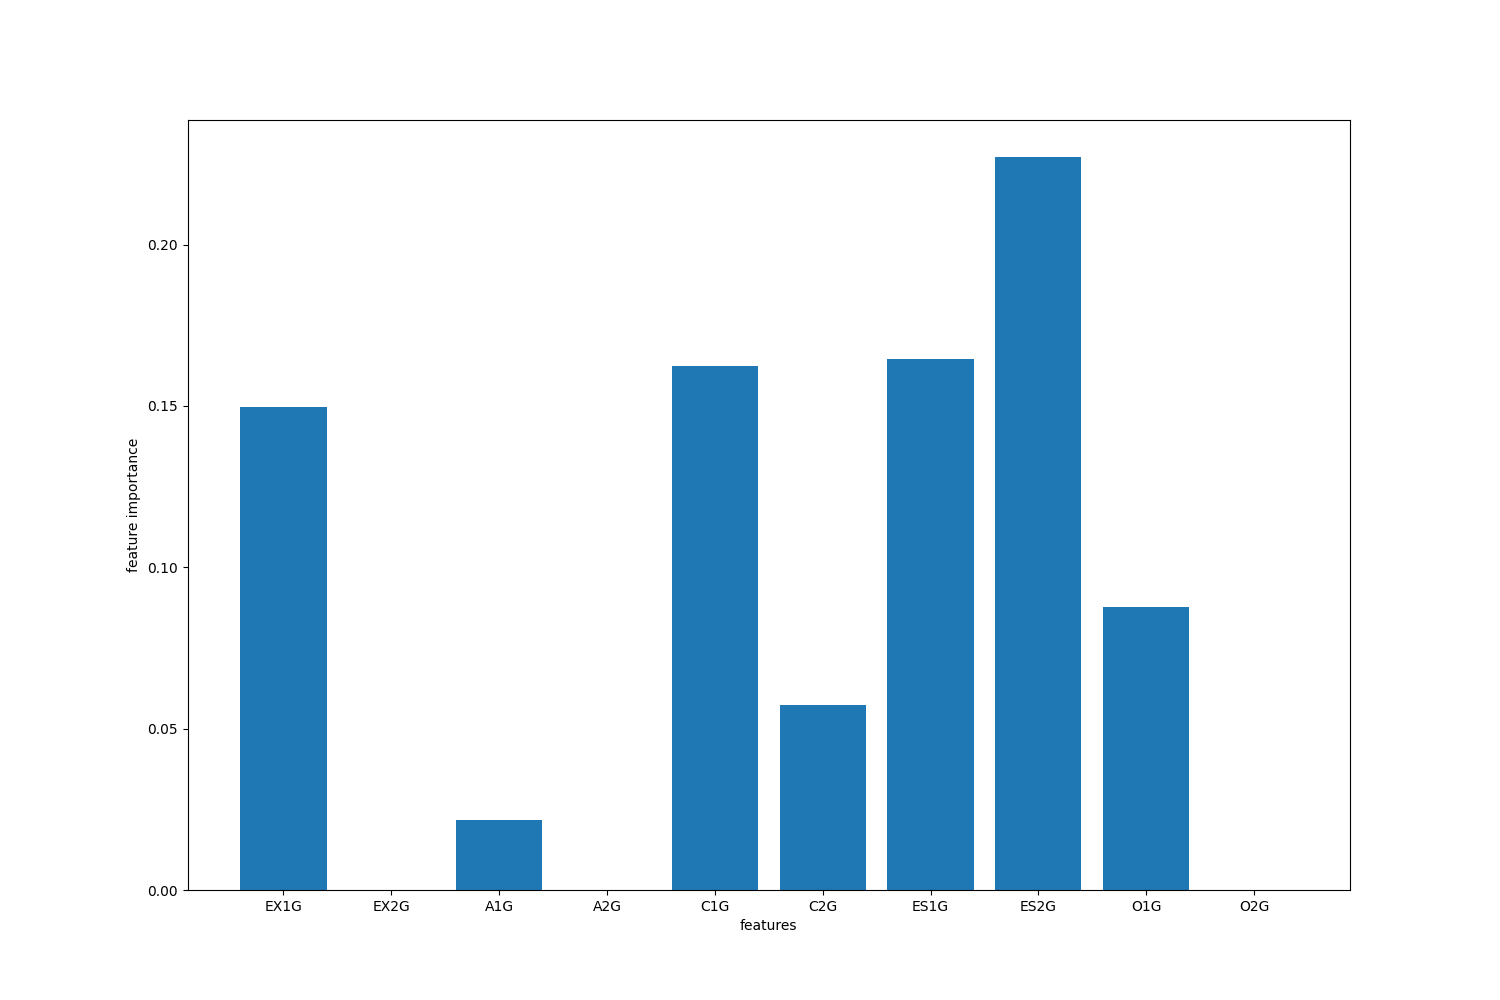 feature importance
0.20
0.15
0.10
0.05
0.00
EX1G EX2G A1G A2G C1G C2G ES1G ES2G O1G O2G
features